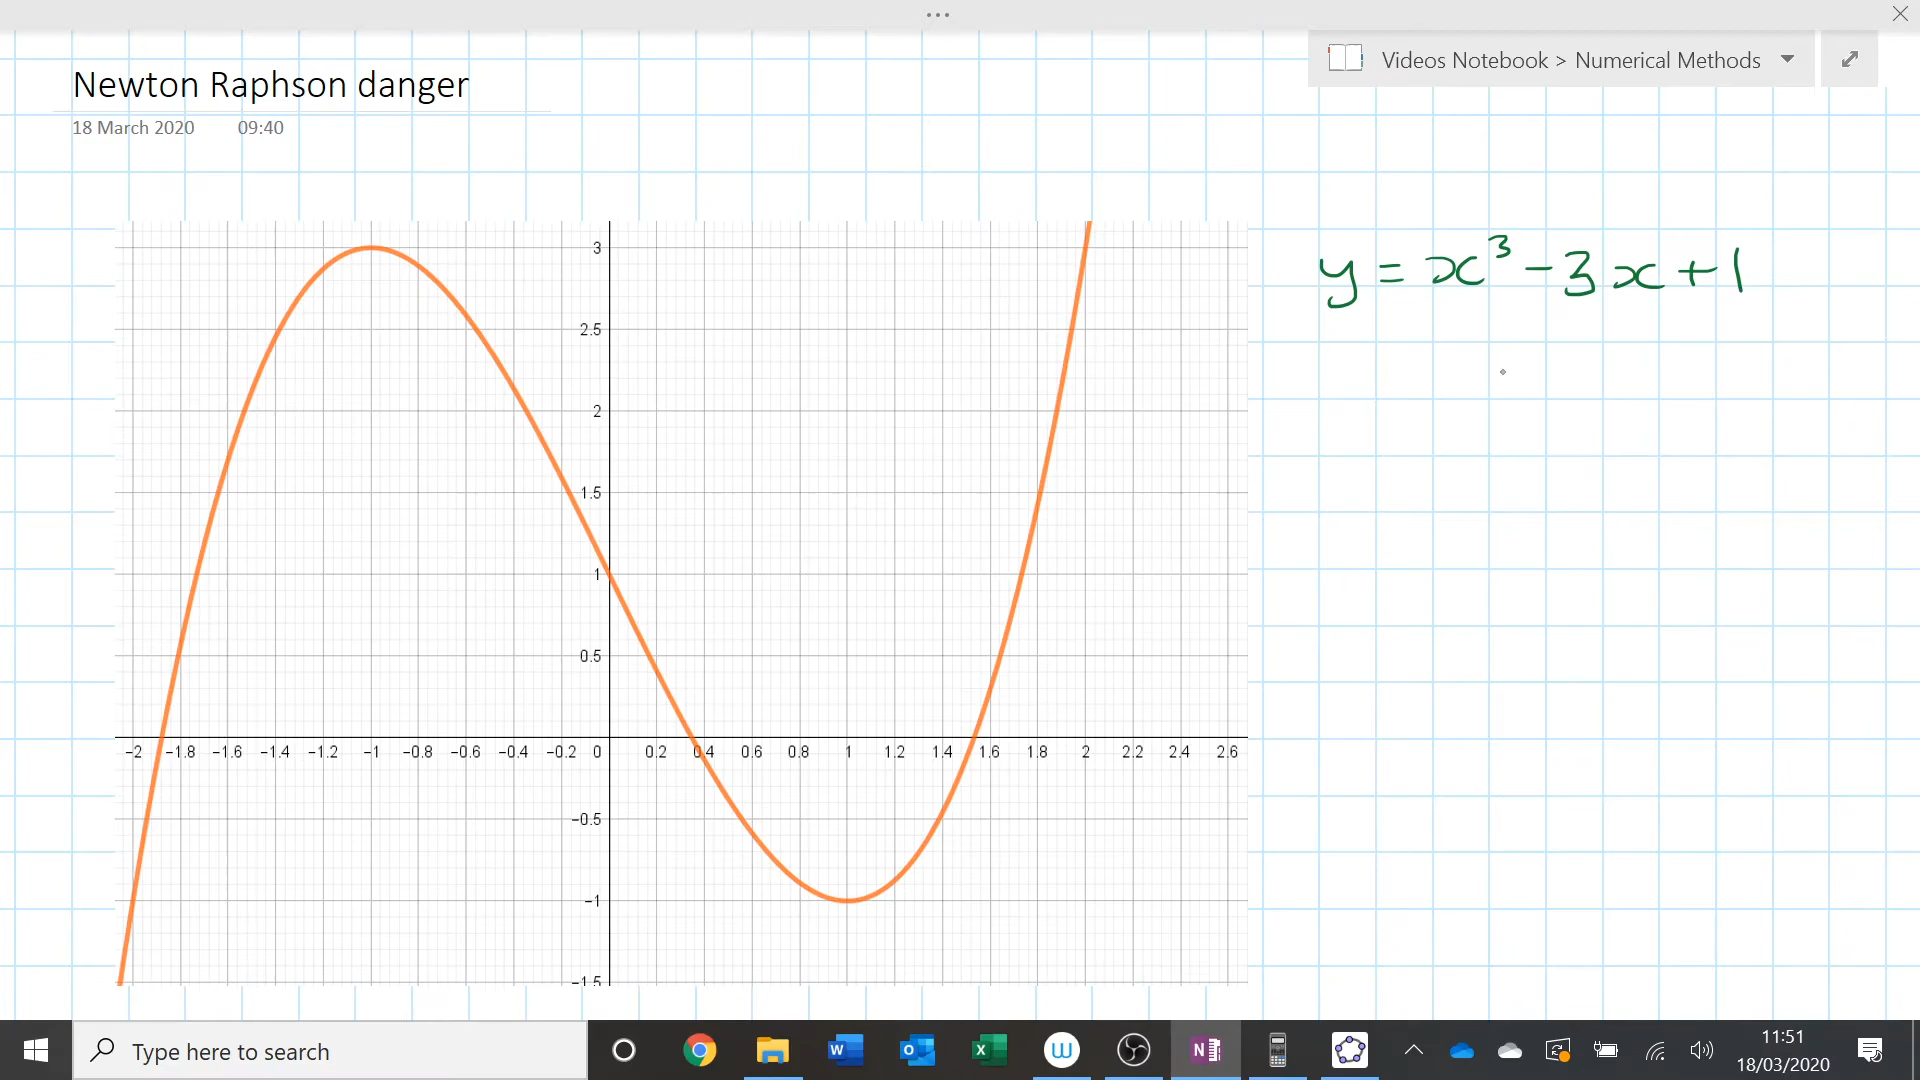 ...
Newton Raphson danger
Videos Notebook > Numerical Methods
18 March 2020 09:40
y = x³ - 3x + 1
3
2.5
2
1.5
1
0.5
-2 -1.8 -1.6 -1.4 -1.2 -1 -0.8 -0.6 -0.4 -0.2 0 0.2 0.4 0.6 0.8 1 1.2 1.4 1.6 1.8 2 2.2 2.4 2.6
-0.5
-1
-1.5
Type here to search
11:51
18/03/2020